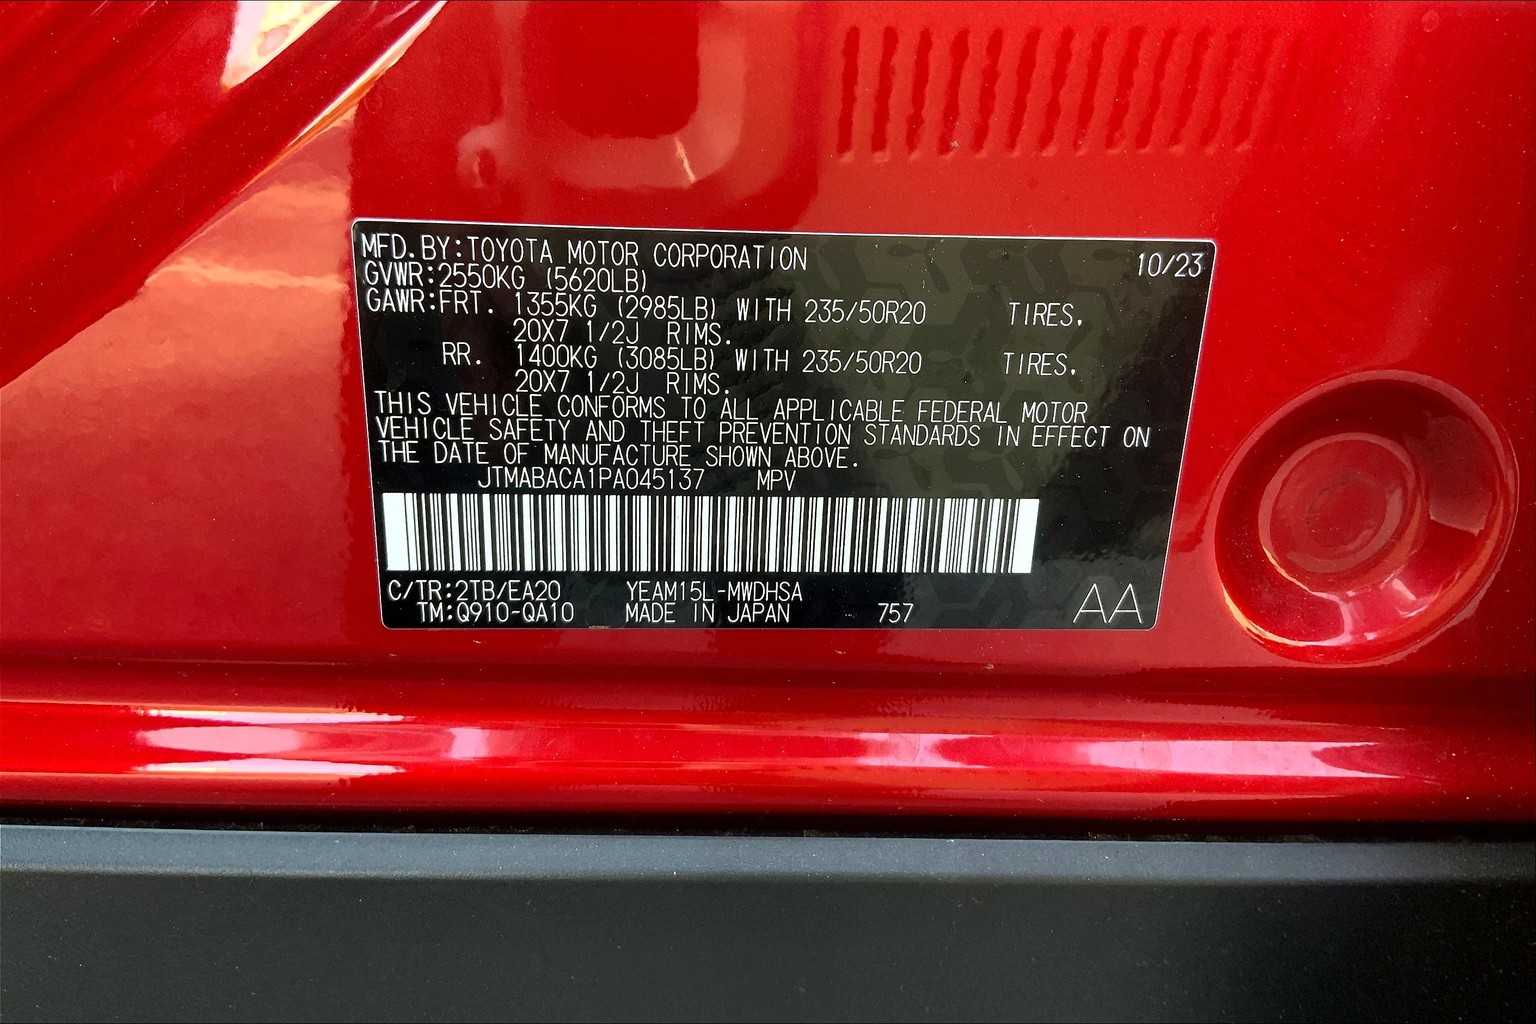 MFD.BY:TOYOTA MOTOR CORPORATION 10/23
GVWR:2550KG (5620LB)
GAWR:FRT. 1355KG (2985LB) WITH 235/50R20 TIRES,
20X7 1/2J RIMS.
RR. 1400KG (3085LB) WITH 235/50R20 TIRES,
20X7 1/2J RIMS.
THIS VEHICLE CONFORMS TO ALL APPLICABLE FEDERAL MOTOR
VEHICLE SAFETY AND THEFT PREVENTION STANDARDS IN EFFECT ON
THE DATE OF MANUFACTURE SHOWN ABOVE.
JTMABACA1PA045137 MPV
C/TR:2TB/EA20 YEAM15L-MWDHSA
TM:Q910-QA10 MADE IN JAPAN 757 AA